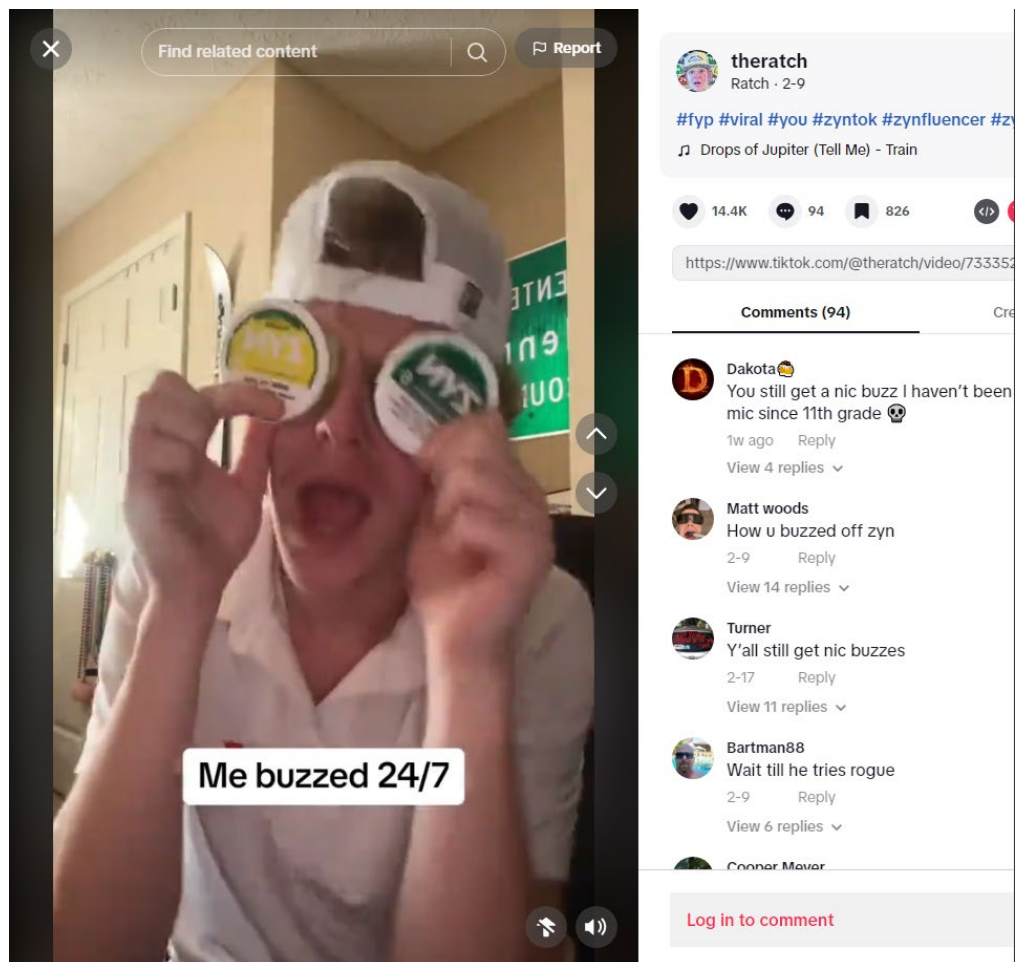 Find related content
Report
ZYN
ZYN
ENTE
Me buzzed 24/7
theratch
Ratch · 2-9
#fyp #viral #you #zyntok #zynfluencer #zy
Drops of Jupiter (Tell Me) - Train
14.4K
94
826
https://www.tiktok.com/@theratch/video/733352
Comments (94)
Cre
Dakota
You still get a nic buzz I haven't been
mic since 11th grade 💀
1w ago Reply
View 4 replies
Matt woods
How u buzzed off zyn
2-9 Reply
View 14 replies
Turner
Y'all still get nic buzzes
2-17 Reply
View 11 replies
Bartman88
Wait till he tries rogue
2-9 Reply
View 6 replies
Cooper Meyer
Log in to comment